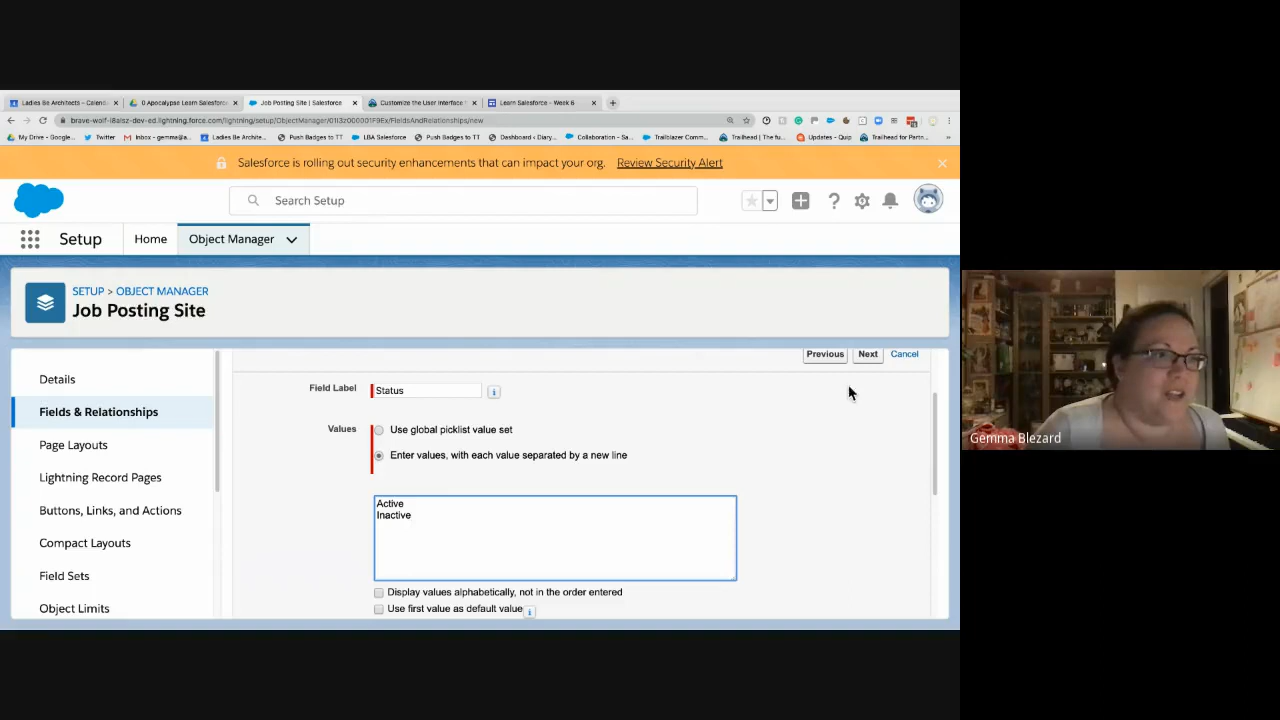 Ladies Be Architects - Calend
0 Apocalypse Learn Salesforce
Job Posting Site | Salesforce
Customize the User Interface
Learn Salesforce - Week 6
brave-wolf-i8alsz-dev-ed.lightning.force.com/lightning/setup/ObjectManager/01I3z000001F9Ex/FieldsAndRelationships/new
My Drive - Google...
Twitter
Inbox - gemma@a...
Ladies Be Archite...
Push Badges to TT
LBA Salesforce
Push Badges to TT
Dashboard - Diary...
Collaboration - Sa...
Trailblazer Comm...
Trailhead | The fu...
Updates - Quip
Trailhead for Partn...
Salesforce is rolling out security enhancements that can impact your org. Review Security Alert
Search Setup
Setup
Home
Object Manager
SETUP > OBJECT MANAGER
Job Posting Site
Details
Fields & Relationships
Page Layouts
Lightning Record Pages
Buttons, Links, and Actions
Compact Layouts
Field Sets
Object Limits
Previous
Next
Cancel
Field Label
Status
Values
Use global picklist value set
Enter values, with each value separated by a new line
Active
Inactive
Display values alphabetically, not in the order entered
Use first value as default value
Gemma Blezard